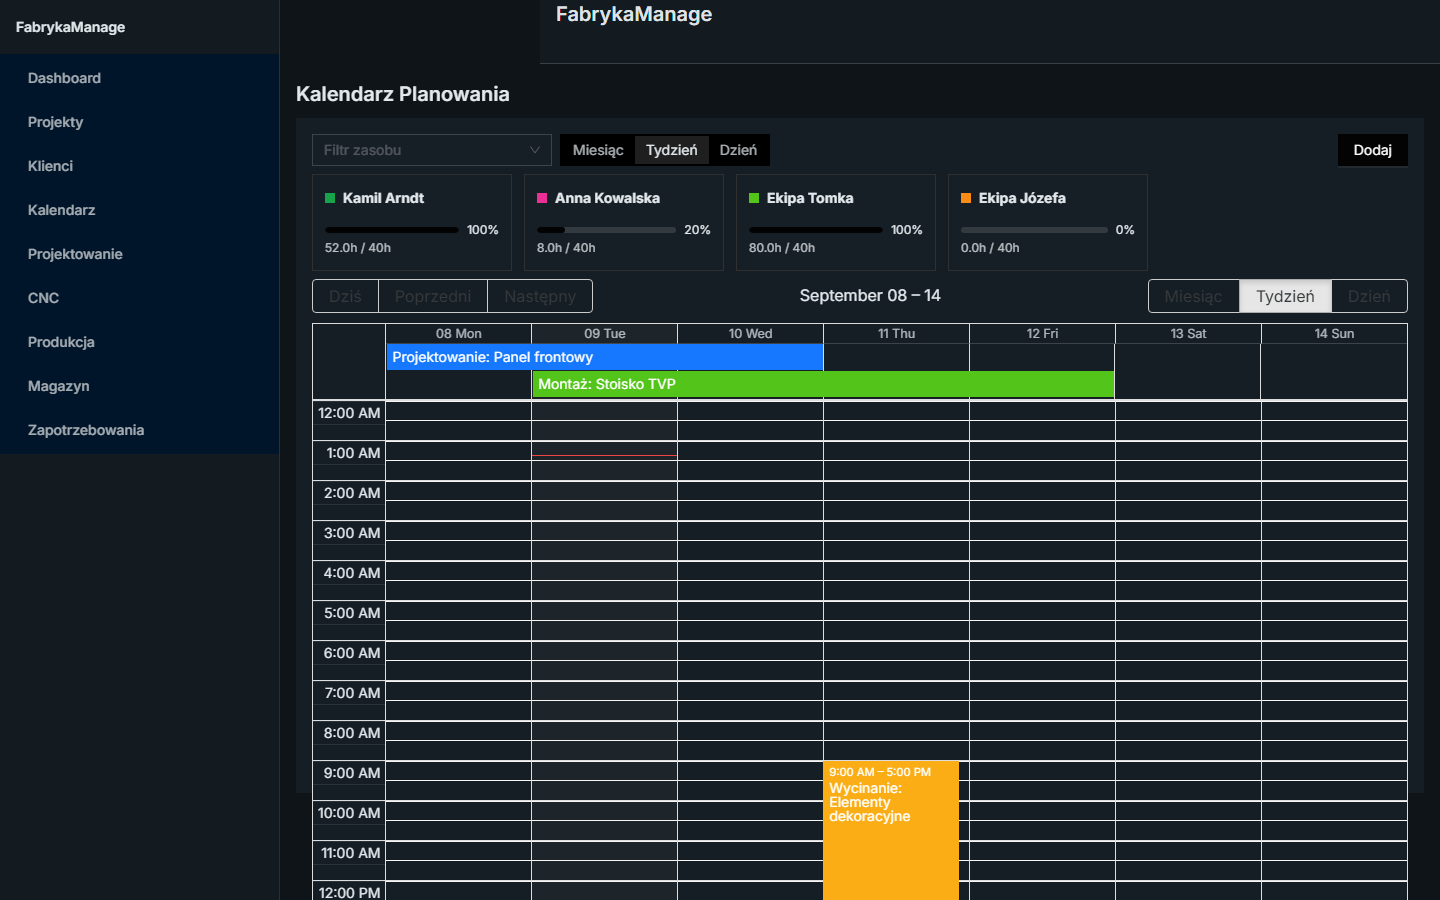 FabrykaManage
FabrykaManage
Dashboard
Projekty
Klienci
Kalendarz
Projektowanie
CNC
Produkcja
Magazyn
Zapotrzebowania
Kalendarz Planowania
Filtr zasobu
Miesiąc Tydzień Dzień
Dodaj
Kamil Arndt
100%
52.0h / 40h
Anna Kowalska
20%
8.0h / 40h
Ekipa Tomka
100%
80.0h / 40h
Ekipa Józefa
0%
0.0h / 40h
Dziś Poprzedni Następny
September 08 – 14
Miesiąc Tydzień Dzień
08 Mon 09 Tue 10 Wed 11 Thu 12 Fri 13 Sat 14 Sun
Projektowanie: Panel frontowy
Montaż: Stoisko TVP
12:00 AM
1:00 AM
2:00 AM
3:00 AM
4:00 AM
5:00 AM
6:00 AM
7:00 AM
8:00 AM
9:00 AM
10:00 AM
11:00 AM
12:00 PM
9:00 AM – 5:00 PM
Wycinanie:
Elementy
dekoracyjne